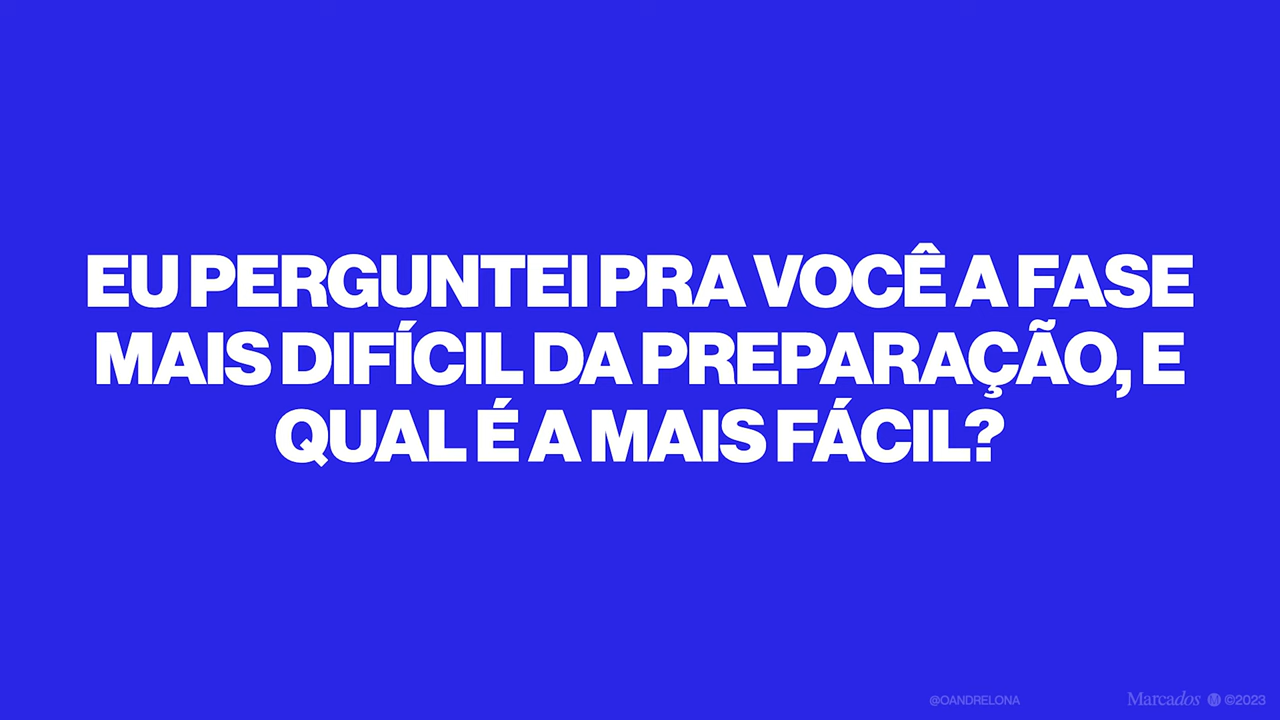 EU PERGUNTEI PRA VOCÊ A FASE
MAIS DIFÍCIL DA PREPARAÇÃO, E
QUAL É A MAIS FÁCIL?
@OANDRELONA
Marcados ©2023